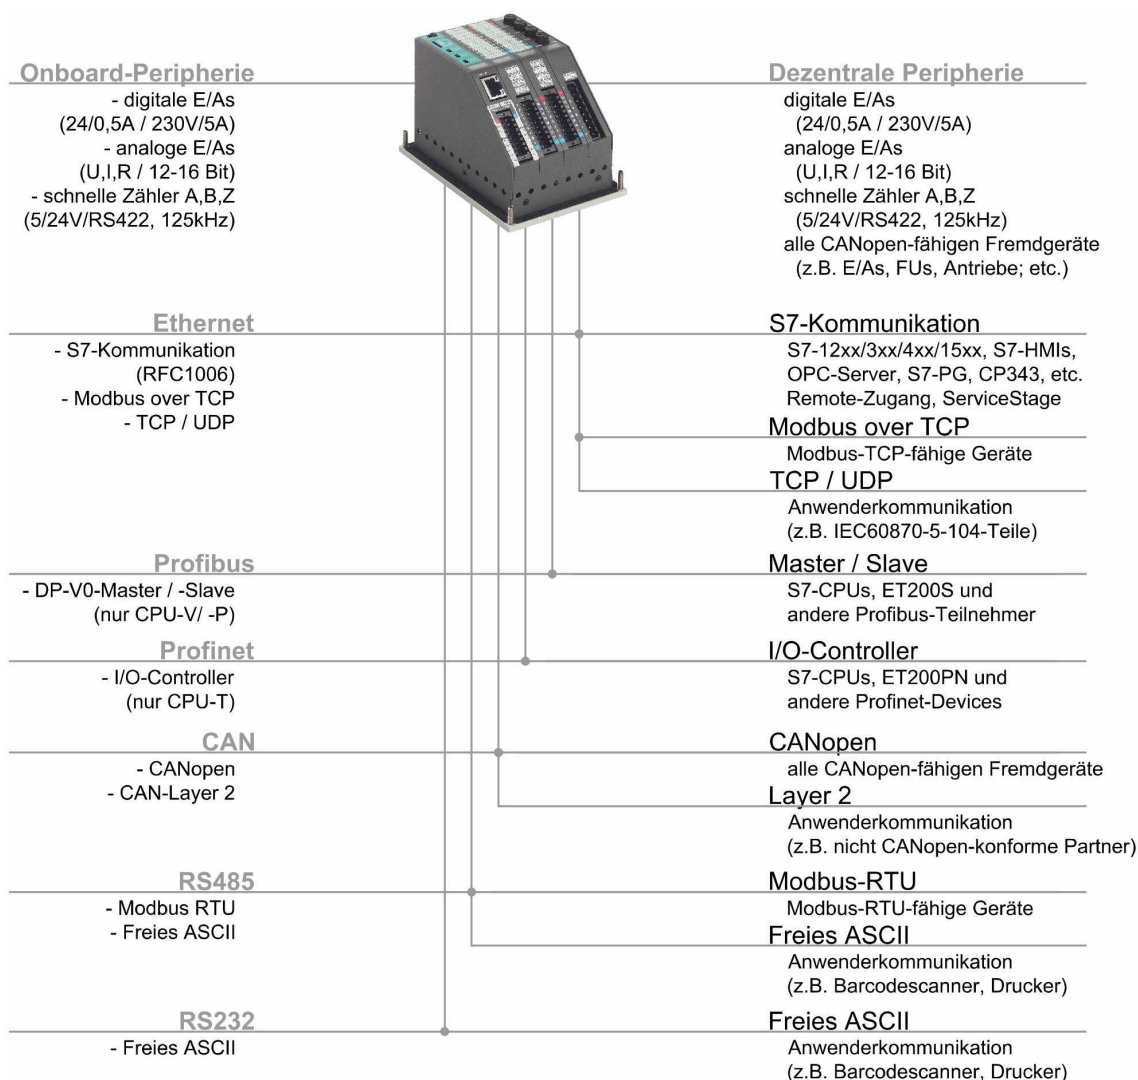 Onboard-Peripherie
- digitale E/As
(24/0,5A / 230V/5A)
- analoge E/As
(U,I,R / 12-16 Bit)
- schnelle Zähler A,B,Z
(5/24V/RS422, 125kHz)
Dezentrale Peripherie
digitale E/As
(24/0,5A / 230V/5A)
analoge E/As
(U,I,R / 12-16 Bit)
schnelle Zähler A,B,Z
(5/24V/RS422, 125kHz)
alle CANopen-fähigen Fremdgeräte
(z.B. E/As, FUs, Antriebe; etc.)
Ethernet
- S7-Kommunikation
(RFC1006)
- Modbus over TCP
- TCP / UDP
S7-Kommunikation
S7-12xx/3xx/4xx/15xx, S7-HMIs,
OPC-Server, S7-PG, CP343, etc.
Remote-Zugang, ServiceStage
Modbus over TCP
Modbus-TCP-fähige Geräte
TCP / UDP
Anwenderkommunikation
(z.B. IEC60870-5-104-Teile)
Profibus
- DP-V0-Master / -Slave
(nur CPU-V/ -P)
Master / Slave
S7-CPUs, ET200S und
andere Profibus-Teilnehmer
Profinet
- I/O-Controller
(nur CPU-T)
I/O-Controller
S7-CPUs, ET200PN und
andere Profinet-Devices
CAN
- CANopen
- CAN-Layer 2
CANopen
alle CANopen-fähigen Fremdgeräte
Layer 2
Anwenderkommunikation
(z.B. nicht CANopen-konforme Partner)
RS485
- Modbus RTU
- Freies ASCII
Modbus-RTU
Modbus-RTU-fähige Geräte
Freies ASCII
Anwenderkommunikation
(z.B. Barcodescanner, Drucker)
RS232
- Freies ASCII
Freies ASCII
Anwenderkommunikation
(z.B. Barcodescanner, Drucker)